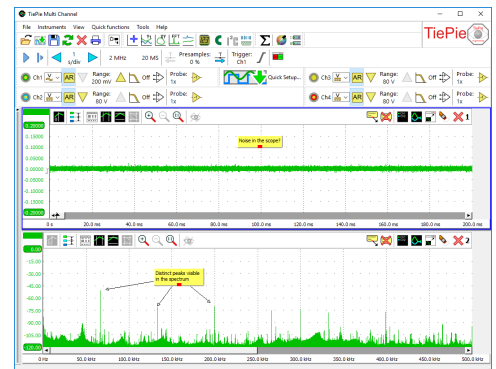 TiePie Multi Channel
File Instruments View Quick functions Tools Help
TiePie
1 s/div 2 MHz 20 MS Presamples: 0 % Trigger: Ch1
Ch1 AR Range: 200 mV Off Probe: 1x Quick Setup... Ch3 AR Range: 80 V Off Probe: 1x
Ch2 AR Range: 80 V Off Probe: 1x Ch4 AR Range: 80 V Off Probe: 1x
1
0.20000
0.15000
Noise in the scope?
0.10000
0.05000
0.00000
-0.05000
-0.10000
-0.15000
-0.20000
0 s 20.0 ms 40.0 ms 60.0 ms 80.0 ms 100.0 ms 120.0 ms 140.0 ms 160.0 ms 180.0 ms 200.0 ms
2
0.00
-15.00
Distinct peaks visible
in the spectrum
-30.00
-45.00
-60.00
-75.00
-90.00
-105.00
-120.00
0 Hz 50.0 kHz 100.0 kHz 150.0 kHz 200.0 kHz 250.0 kHz 300.0 kHz 350.0 kHz 400.0 kHz 450.0 kHz 500.0 kHz